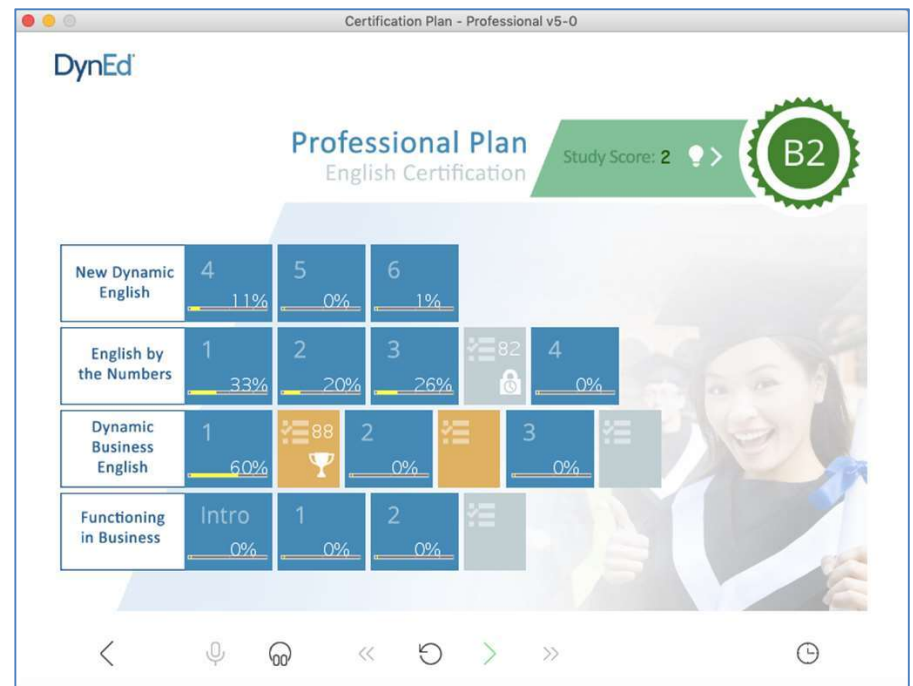 Certification Plan - Professional v5-0
DynEd
Professional Plan
English Certification
Study Score: 2
B2
New Dynamic
English
4
11%
5
0%
6
1%
English by
the Numbers
1
33%
2
20%
3
26%
82
4
0%
Dynamic
Business
English
1
60%
88
2
0%
3
0%
Functioning
in Business
Intro
0%
1
0%
2
0%